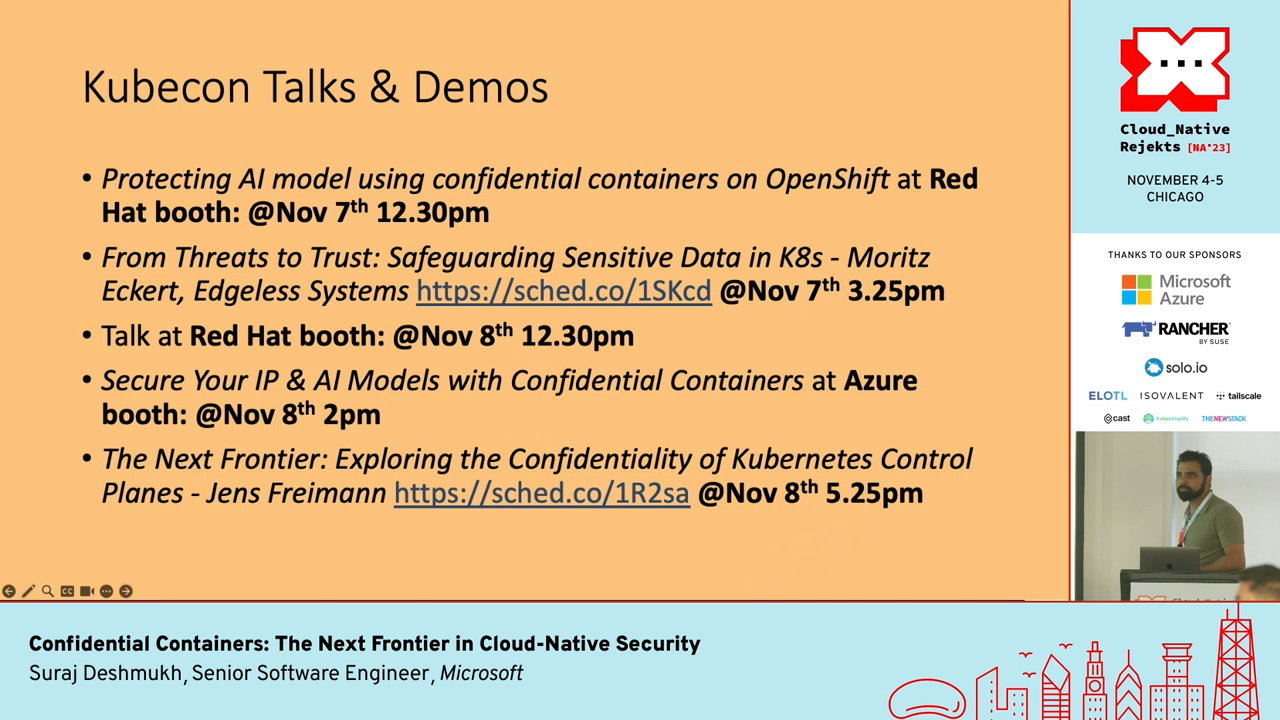 Kubecon Talks & Demos
• Protecting AI model using confidential containers on OpenShift at Red
Hat booth: @Nov 7th 12.30pm
• From Threats to Trust: Safeguarding Sensitive Data in K8s - Moritz
Eckert, Edgeless Systems https://sched.co/1SKcd @Nov 7th 3.25pm
• Talk at Red Hat booth: @Nov 8th 12.30pm
• Secure Your IP & AI Models with Confidential Containers at Azure
booth: @Nov 8th 2pm
• The Next Frontier: Exploring the Confidentiality of Kubernetes Control
Planes - Jens Freimann https://sched.co/1R2sa @Nov 8th 5.25pm
CC
Cloud_Native
Rejekts [NA'23]
NOVEMBER 4-5
CHICAGO
THANKS TO OUR SPONSORS
Microsoft
Azure
RANCHER
BY SUSE
solo.io
ELOTL ISOVALENT tailscale
cast Kubesimplify THENEWSTACK
Confidential Containers: The Next Frontier in Cloud-Native Security
Suraj Deshmukh, Senior Software Engineer, Microsoft